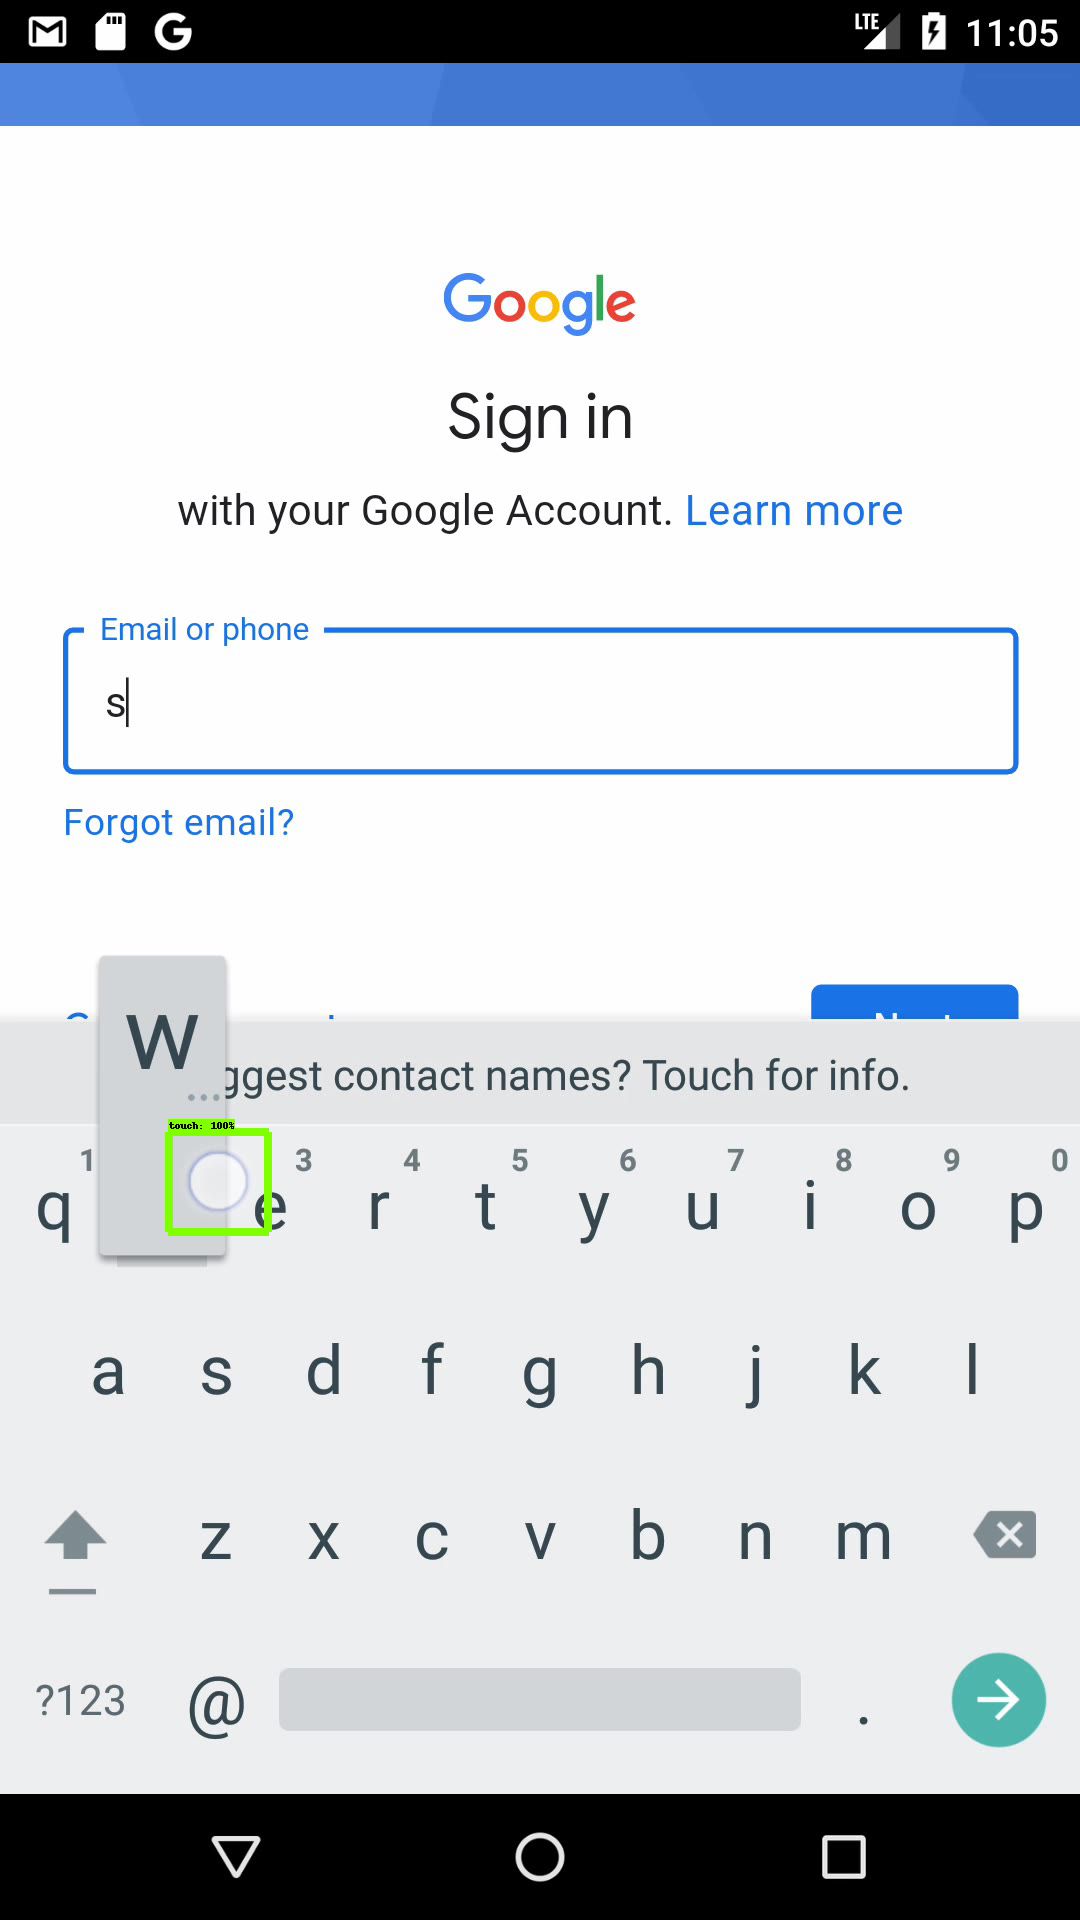 LTE 11:05
Google
Sign in
with your Google Account. Learn more
Email or phone
s
Forgot email?
w
...ggest contact names? Touch for info.
touch: 100%
1 3 4 5 6 7 8 9 0
q e r t y u i o p
a s d f g h j k l
z x c v b n m
?123 @ .